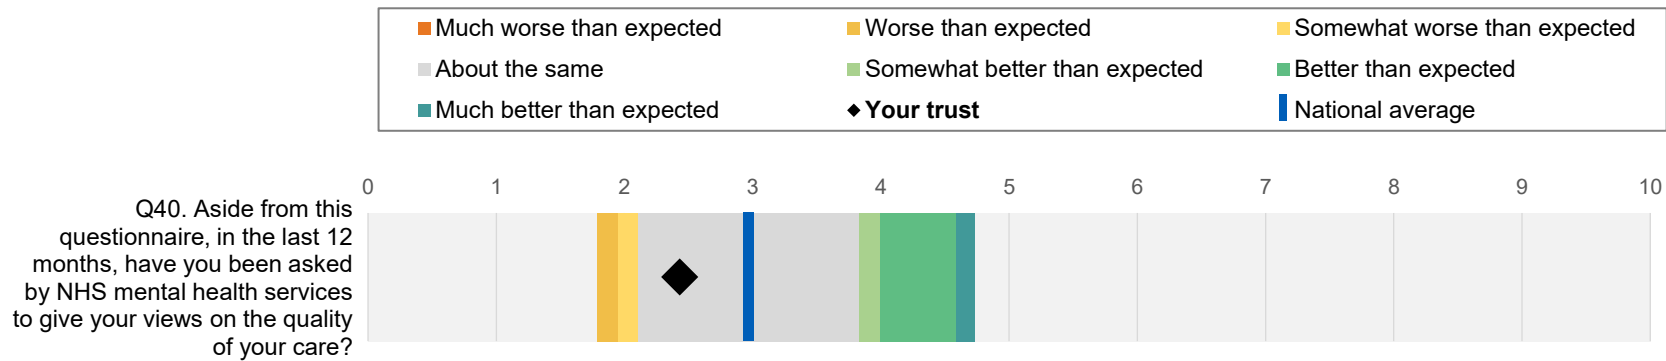 Much worse than expected
Worse than expected
Somewhat worse than expected
About the same
Somewhat better than expected
Better than expected
Much better than expected
Your trust
National average
0 1 2 3 4 5 6 7 8 9 10
Q40. Aside from this
questionnaire, in the last 12
months, have you been asked
by NHS mental health services
to give your views on the quality
of your care?